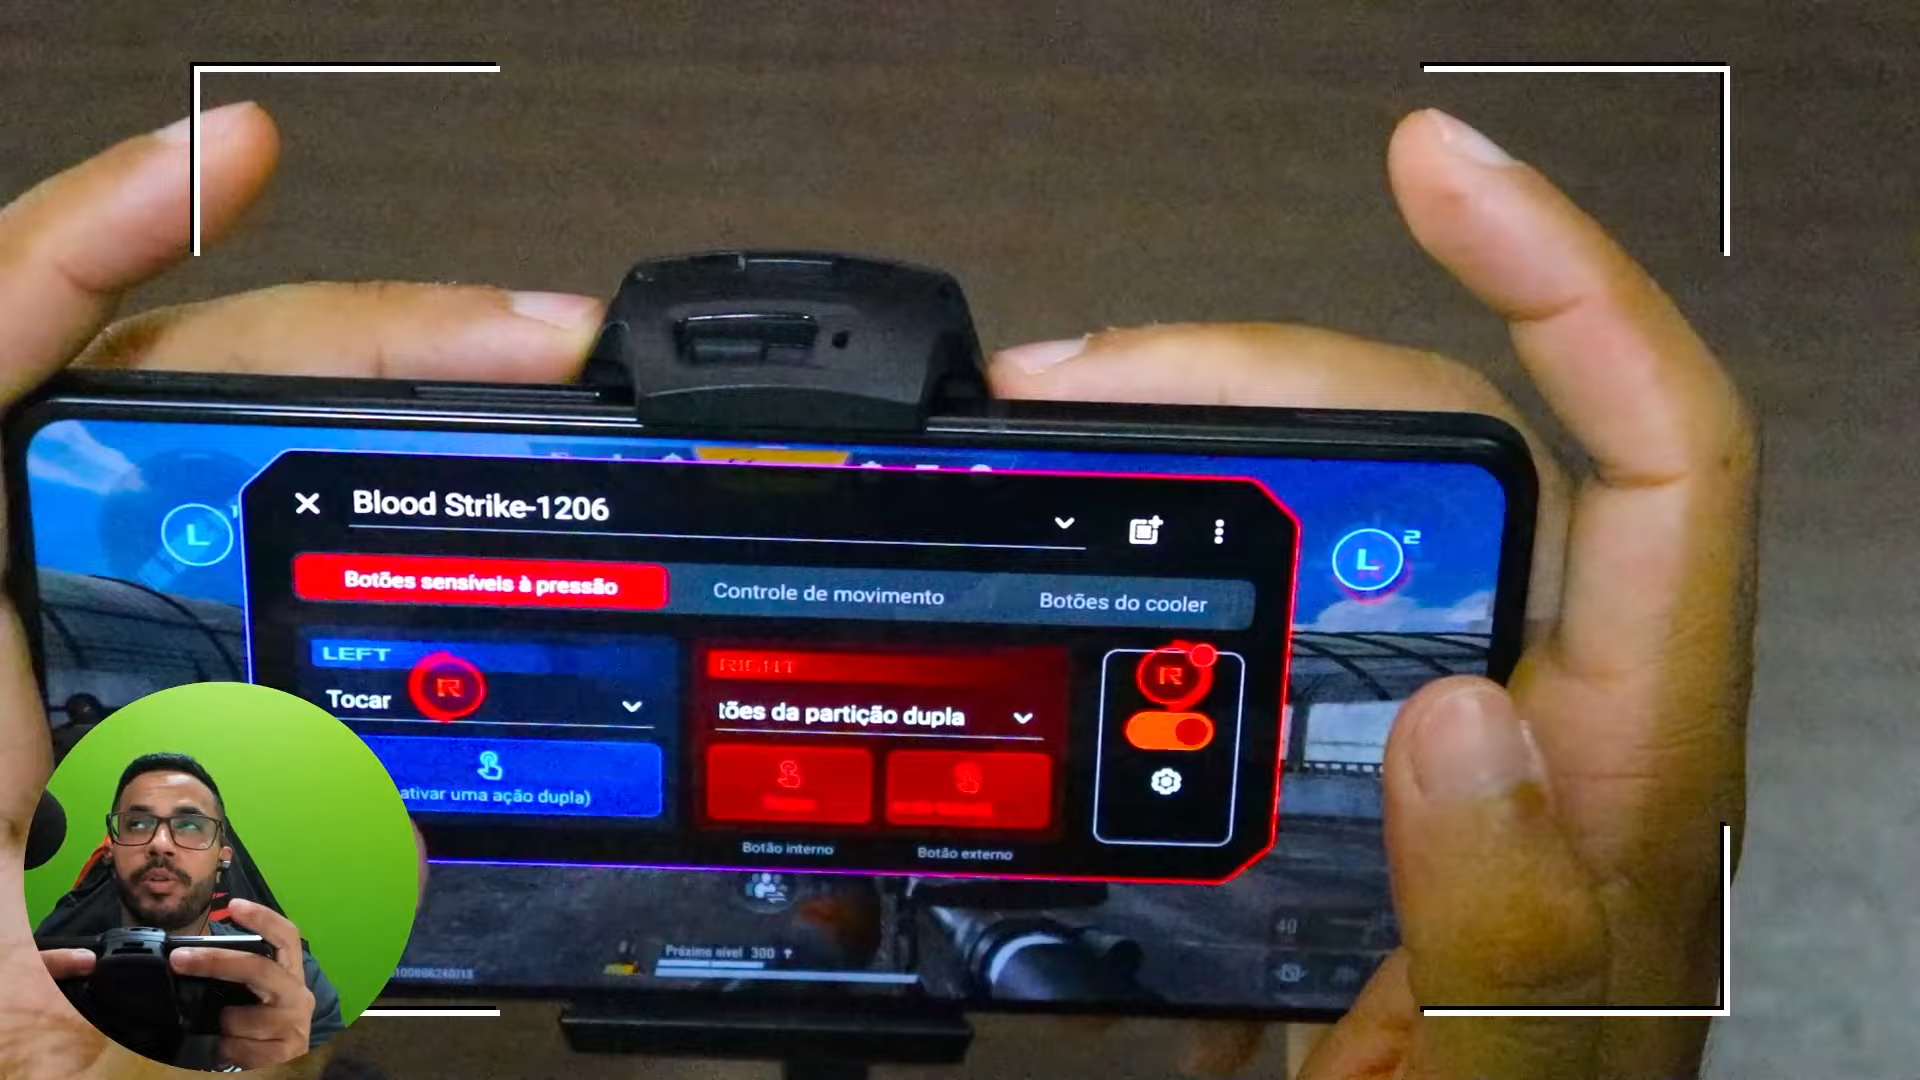 Blood Strike-1206
Botões sensíveis à pressão
Controle de movimento
Botões do cooler
L
L
2
LEFT
R
Tocar
RIGHT
tões da partição dupla
R
ativar uma ação dupla)
Botão interno
Botão externo
Próximo nível 300
40